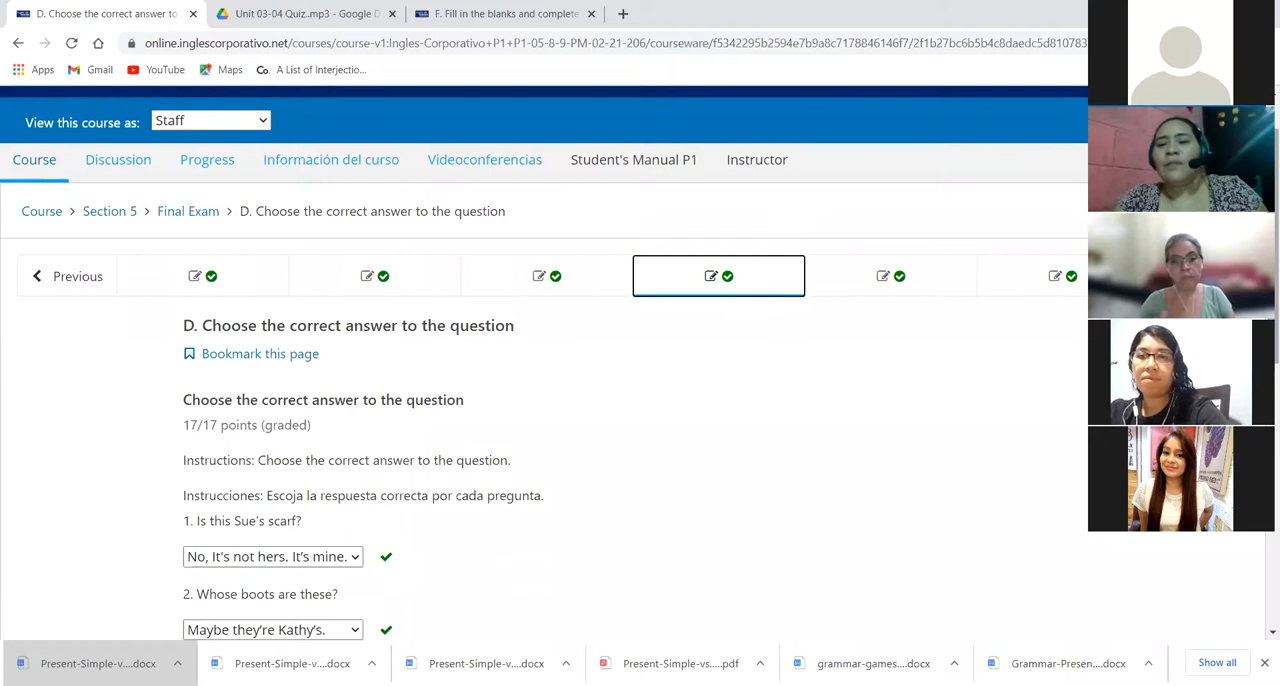 D. Choose the correct answer to
Unit 03-04 Quiz..mp3 - Google D
F. Fill in the blanks and complete
online.inglescorporativo.net/courses/course-v1:Ingles-Corporativo+P1+P1-05-8-9-PM-02-21-206/courseware/f5342295b2594e7b9a8c7178846146f7/2f1b27bc6b5b4c8daedc5d810783
Apps
Gmail
YouTube
Maps
Co. A List of Interjectio...
View this course as: Staff
Course
Discussion
Progress
Información del curso
Videoconferencias
Student's Manual P1
Instructor
Course > Section 5 > Final Exam > D. Choose the correct answer to the question
Previous
D. Choose the correct answer to the question
Bookmark this page
Choose the correct answer to the question
17/17 points (graded)
Instructions: Choose the correct answer to the question.
Instrucciones: Escoja la respuesta correcta por cada pregunta.
1. Is this Sue's scarf?
No, It's not hers. It's mine.
2. Whose boots are these?
Maybe they're Kathy's.
Present-Simple-v....docx
Present-Simple-v....docx
Present-Simple-v....docx
Present-Simple-vs.....pdf
grammar-games....docx
Grammar-Presen....docx
Show all